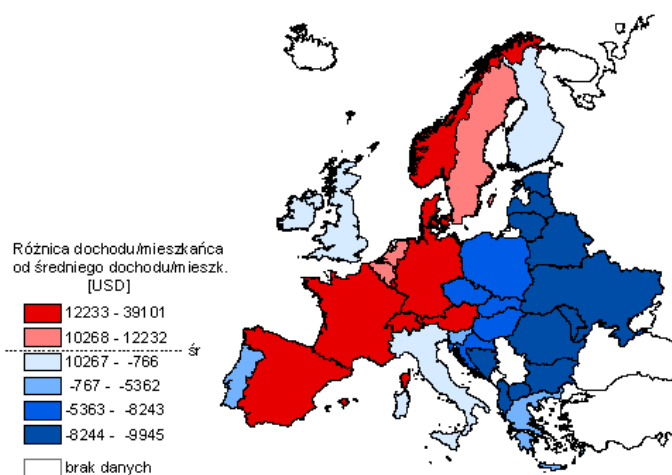 Różnica dochodu/mieszkańca
od średniego dochodu/mieszk.
[USD]
12233 - 39101
10268 - 12232
śr
10267 - -766
-767 - -5362
-5363 - -8243
-8244 - -9945
brak danych